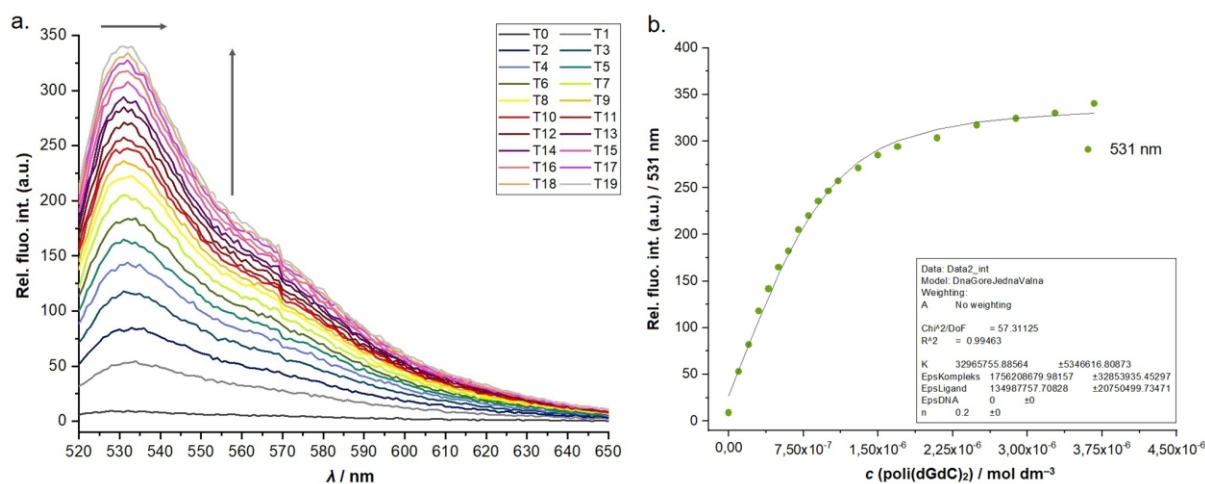 a.
Rel. fluo. int. (a.u.)
350
300
250
200
150
100
50
0
520 530 540 550 560 570 580 590 600 610 620 630 640 650
λ / nm
T0 T1
T2 T3
T4 T5
T6 T7
T8 T9
T10 T11
T12 T13
T14 T15
T16 T17
T18 T19
b.
Rel. fluo. int. (a.u.) / 531 nm
400
350
300
250
200
150
100
50
0
531 nm
Data: Data2_int
Model: DnaGoreJednaValna
Weighting:
A No weighting
Chi^2/DoF = 57.31125
R^2 = 0.99463
K 32965755.88564 ±5346616.80873
EpsKompleks 1756208679.98157 ±32853935.45297
EpsLigand 134987757.70828 ±20750499.73471
EpsDNA 0 ±0
n 0.2 ±0
0,00 7,50x10⁻⁷ 1,50x10⁻⁶ 2,25x10⁻⁶ 3,00x10⁻⁶ 3,75x10⁻⁶ 4,50x10⁻⁶
c (poli(dGdC)₂) / mol dm⁻³